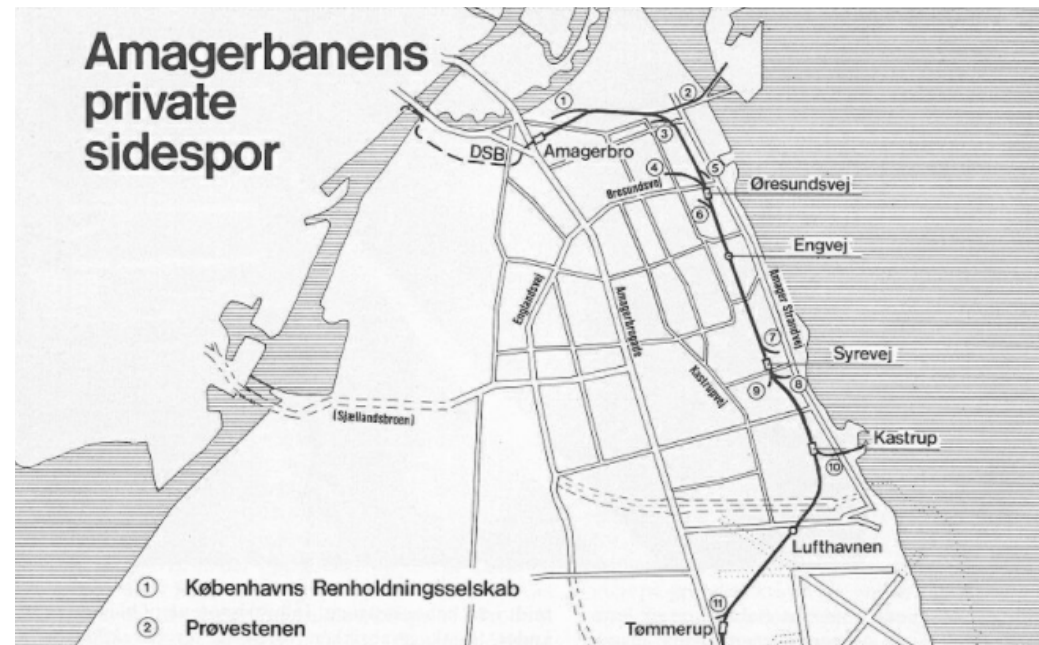 Amagerbanens
private
sidespor
1
2
DSB
Amagerbro
3
4
5
Øresundsvej
Øresundsvej
6
Engvej
Englandsvej
Amagerbrogade
Amager Strandvej
7
Syrevej
Kastrupvej
9
8
(Sjællandsbroen)
Kastrup
10
Lufthavnen
1 Københavns Renholdningsselskab
2 Prøvestenen
11
Tømmerup